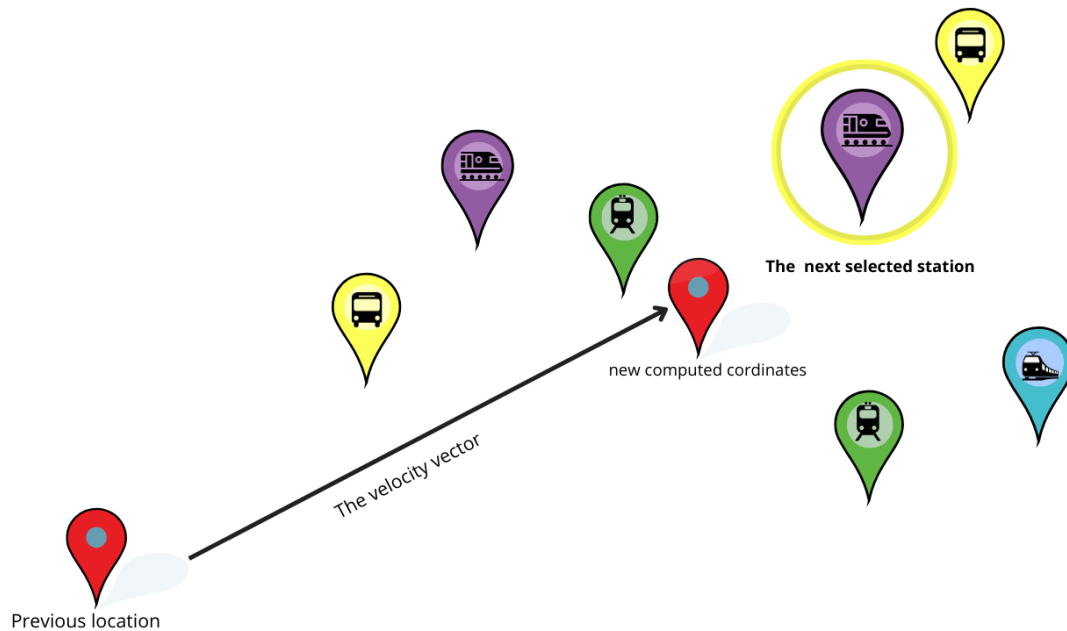 The next selected station
new computed cordinates
The velocity vector
Previous location